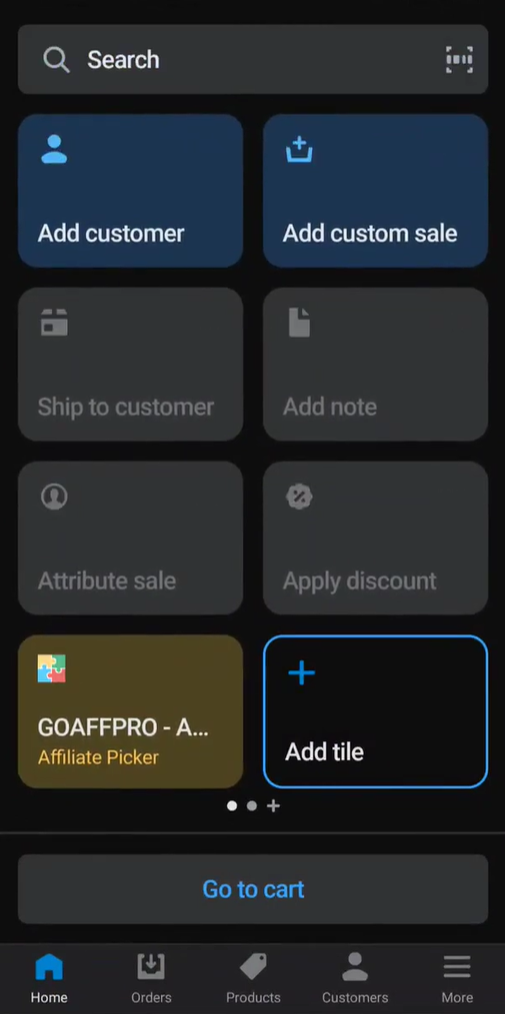 Search
Add customer
Add custom sale
Ship to customer
Add note
Attribute sale
Apply discount
GOAFFPRO - A...
Affiliate Picker
Add tile
Go to cart
Home
Orders
Products
Customers
More